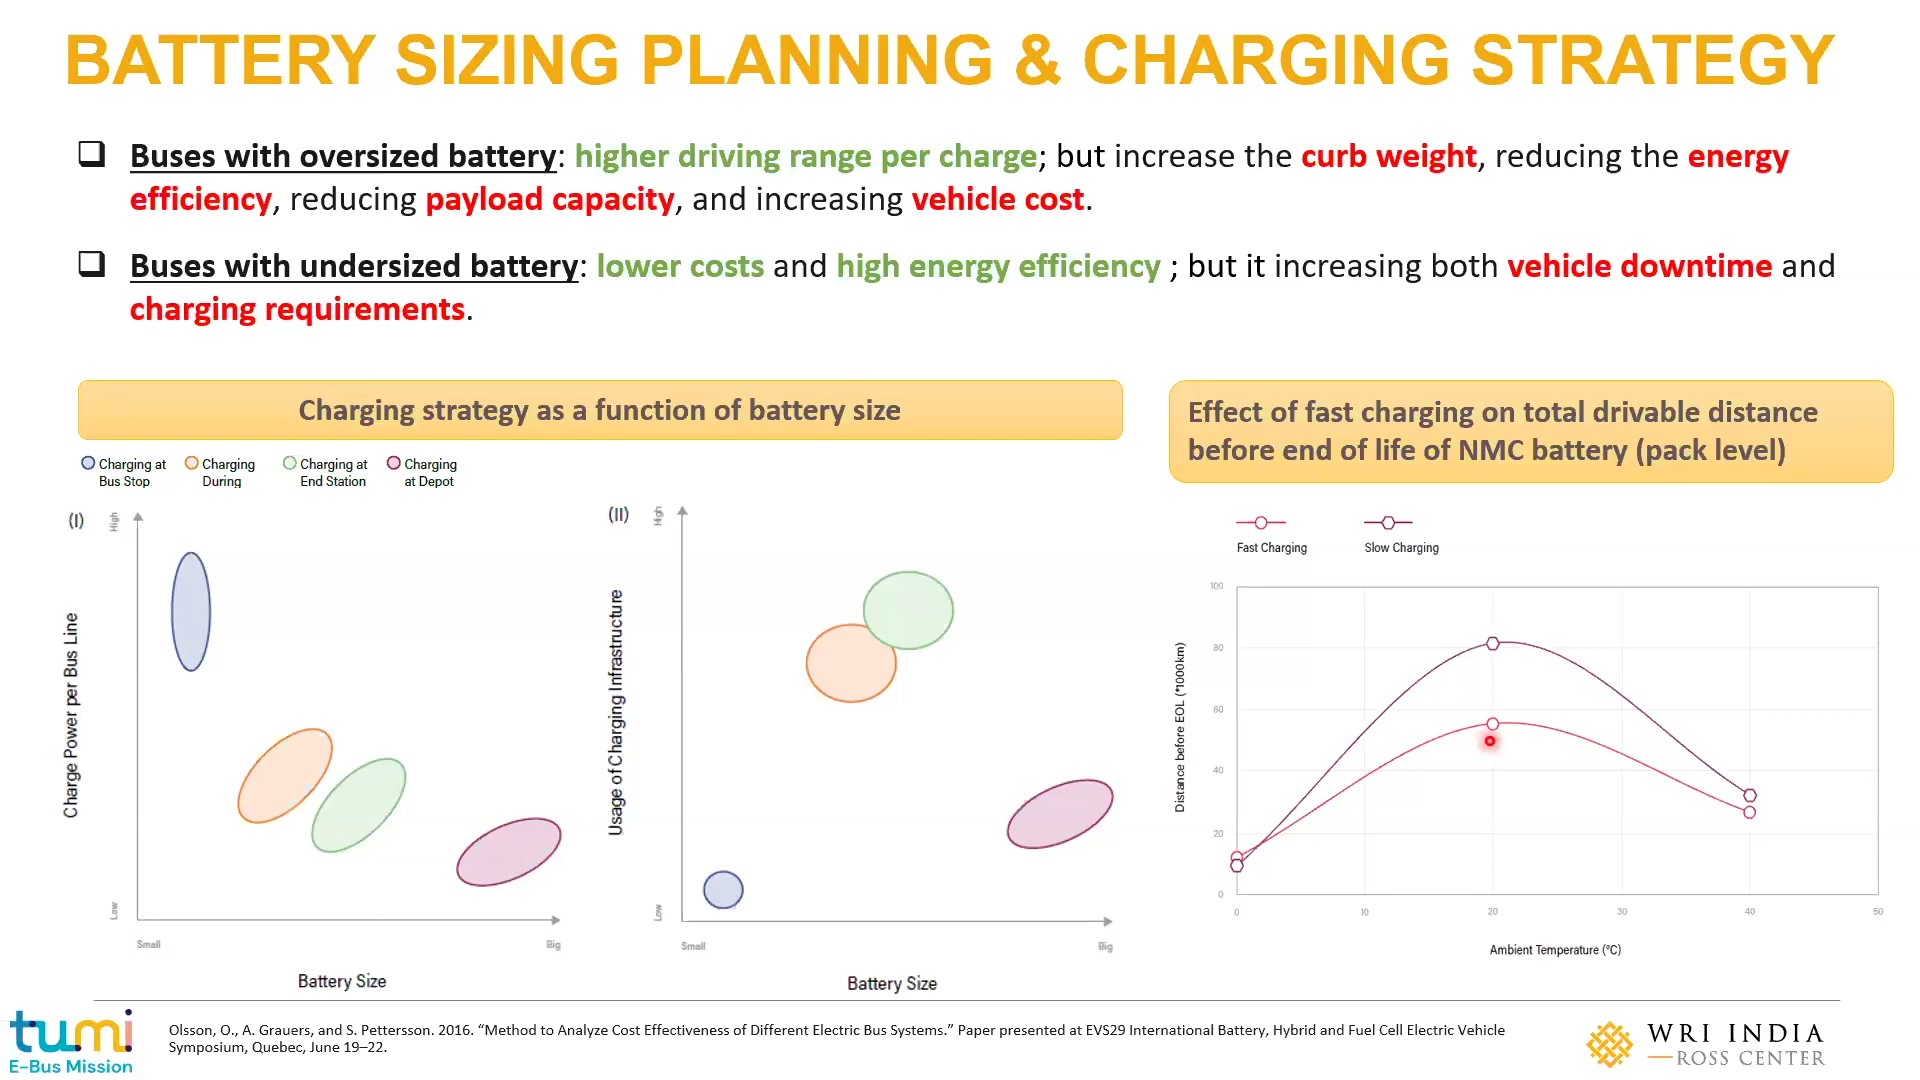 BATTERY SIZING PLANNING & CHARGING STRATEGY
Buses with oversized battery: higher driving range per charge; but increase the curb weight, reducing the energy
efficiency, reducing payload capacity, and increasing vehicle cost.
Buses with undersized battery: lower costs and high energy efficiency ; but it increasing both vehicle downtime and
charging requirements.
Charging strategy as a function of battery size
Charging at
Bus Stop
Charging
During
Charging at
End Station
Charging
at Depot
(I)
High
Charge Power per Bus Line
Low
Small
Big
Battery Size
(II)
High
Usage of Charging Infrastructure
Low
Small
Big
Battery Size
Effect of fast charging on total drivable distance
before end of life of NMC battery (pack level)
Fast Charging
Slow Charging
Distance before EOL (*1000km)
100
80
60
40
20
0
0
10
20
30
40
50
Ambient Temperature (°C)
tumi
E-Bus Mission
Olsson, O., A. Grauers, and S. Pettersson. 2016. “Method to Analyze Cost Effectiveness of Different Electric Bus Systems.” Paper presented at EVS29 International Battery, Hybrid and Fuel Cell Electric Vehicle
Symposium, Quebec, June 19–22.
WRI INDIA
ROSS CENTER